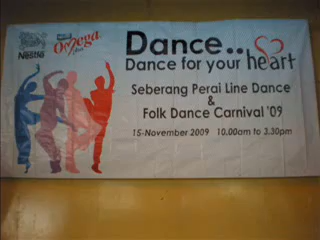 Nestlé
Omega
Plus
Dance..
Dance for your heart
Seberang Perai Line Dance
&
Folk Dance Carnival '09
15-November 2009 10.00am to 3.30pm